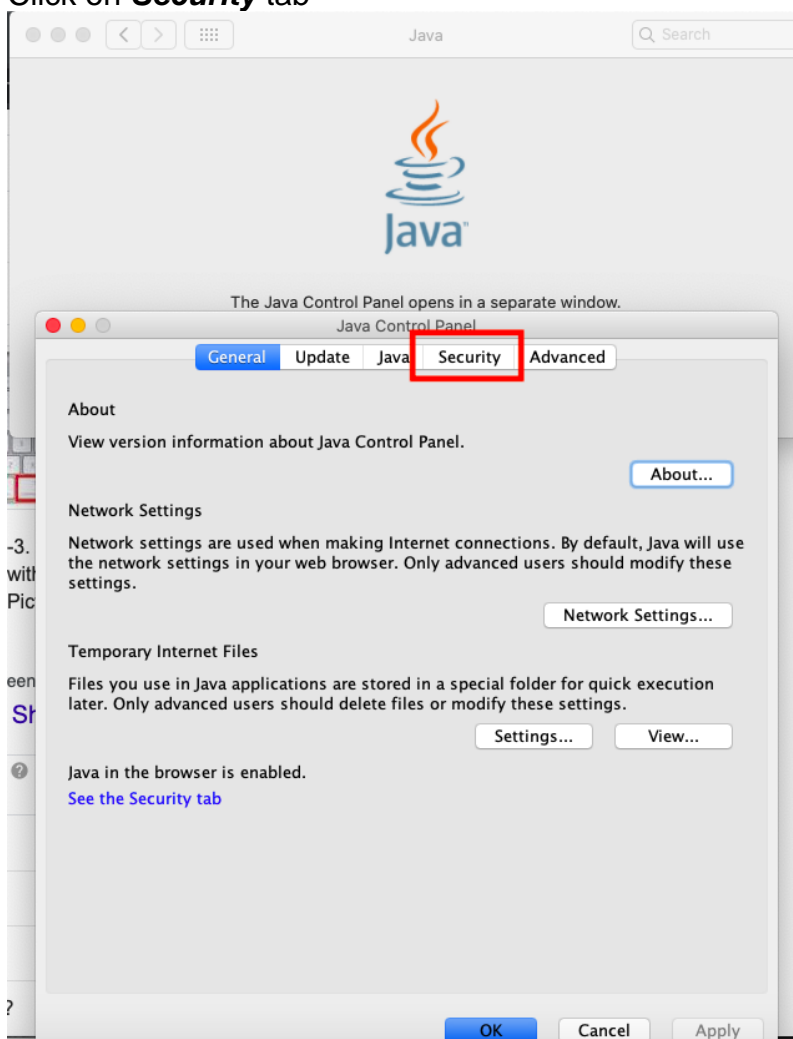 Click on Security tab
Java
Search
Java
The Java Control Panel opens in a separate window.
Java Control Panel
General Update Java Security Advanced
About
View version information about Java Control Panel.
About...
Network Settings
Network settings are used when making Internet connections. By default, Java will use
the network settings in your web browser. Only advanced users should modify these
settings.
Network Settings...
Temporary Internet Files
Files you use in Java applications are stored in a special folder for quick execution
later. Only advanced users should delete files or modify these settings.
Settings... View...
Java in the browser is enabled.
See the Security tab
OK Cancel Apply
-3.